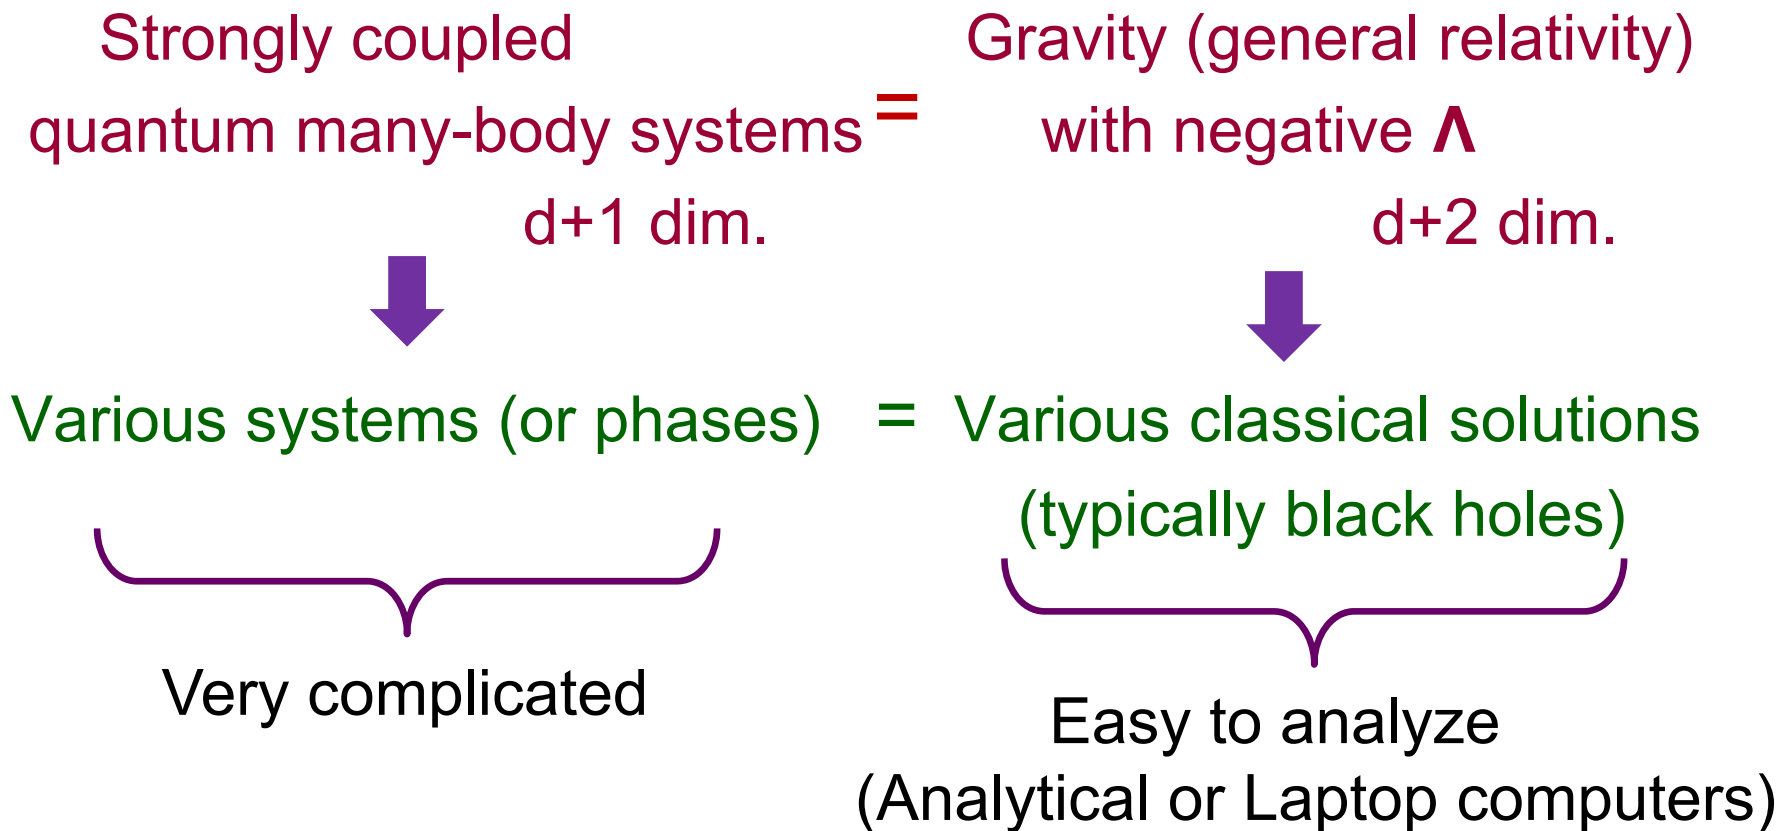 Strongly coupled
quantum many-body systems
d+1 dim.
=
Gravity (general relativity)
with negative Λ
d+2 dim.
Various systems (or phases)
=
Various classical solutions
(typically black holes)
Very complicated
Easy to analyze
(Analytical or Laptop computers)